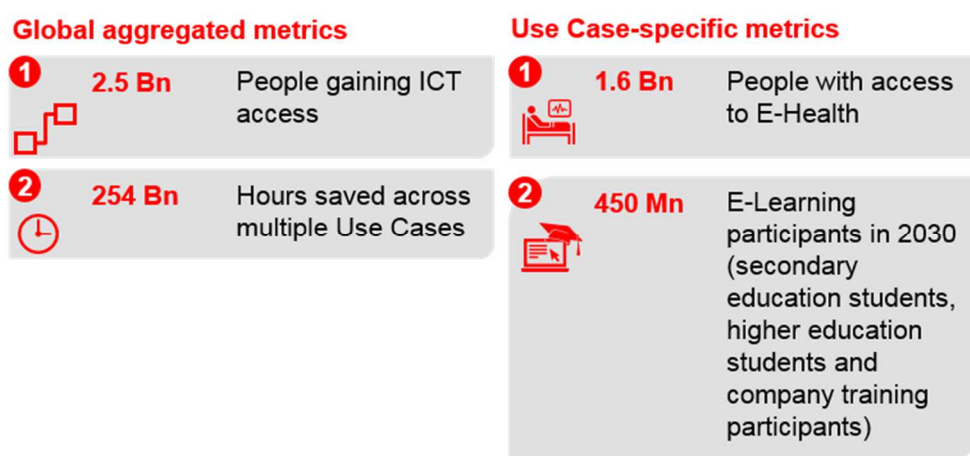 Global aggregated metrics
1
2.5 Bn
People gaining ICT
access
2
254 Bn
Hours saved across
multiple Use Cases
Use Case-specific metrics
1
1.6 Bn
People with access
to E-Health
2
450 Mn
E-Learning
participants in 2030
(secondary
education students,
higher education
students and
company training
participants)